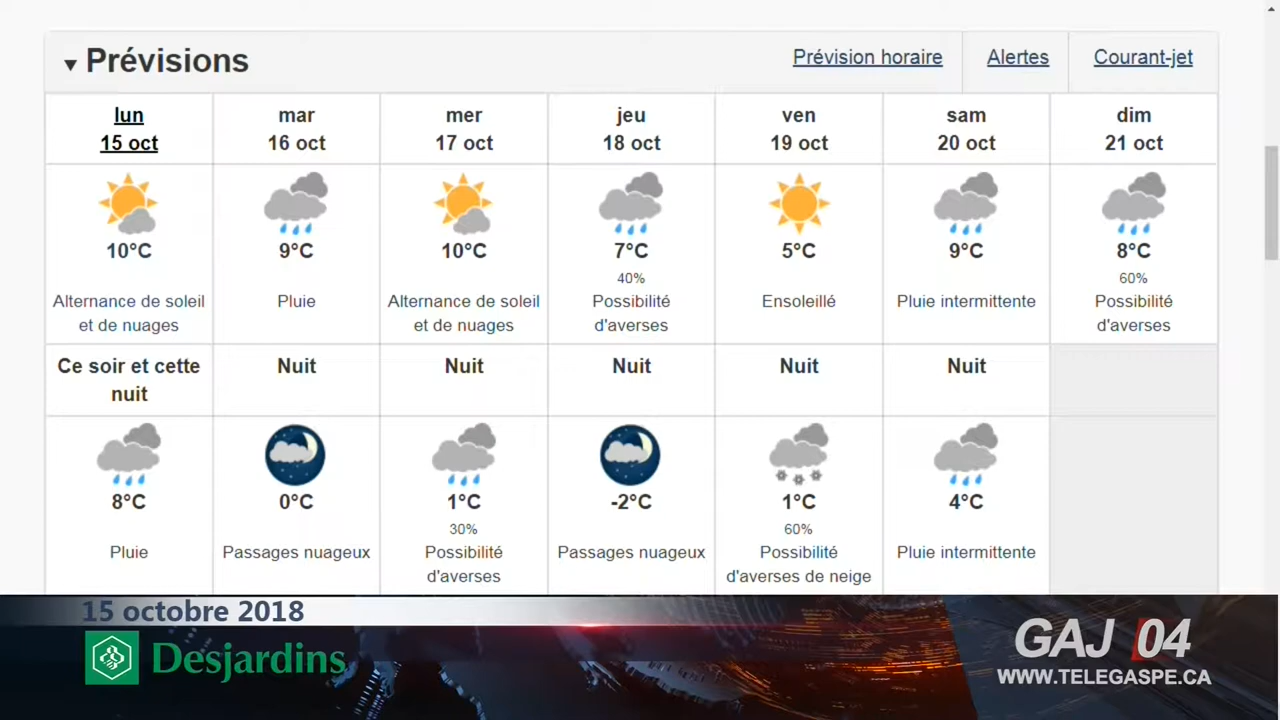 ▼ Prévisions
Prévision horaire
Alertes
Courant-jet
lun
15 oct
mar
16 oct
mer
17 oct
jeu
18 oct
ven
19 oct
sam
20 oct
dim
21 oct
10°C
Alternance de soleil
et de nuages
9°C
Pluie
10°C
Alternance de soleil
et de nuages
7°C
40%
Possibilité
d'averses
5°C
Ensoleillé
9°C
Pluie intermittente
8°C
60%
Possibilité
d'averses
Ce soir et cette
nuit
Nuit
Nuit
Nuit
Nuit
Nuit
8°C
Pluie
0°C
Passages nuageux
1°C
30%
Possibilité
d'averses
-2°C
Passages nuageux
1°C
60%
Possibilité
d'averses de neige
4°C
Pluie intermittente
15 octobre 2018
Desjardins
GAJ 04
WWW.TELEGASPE.CA